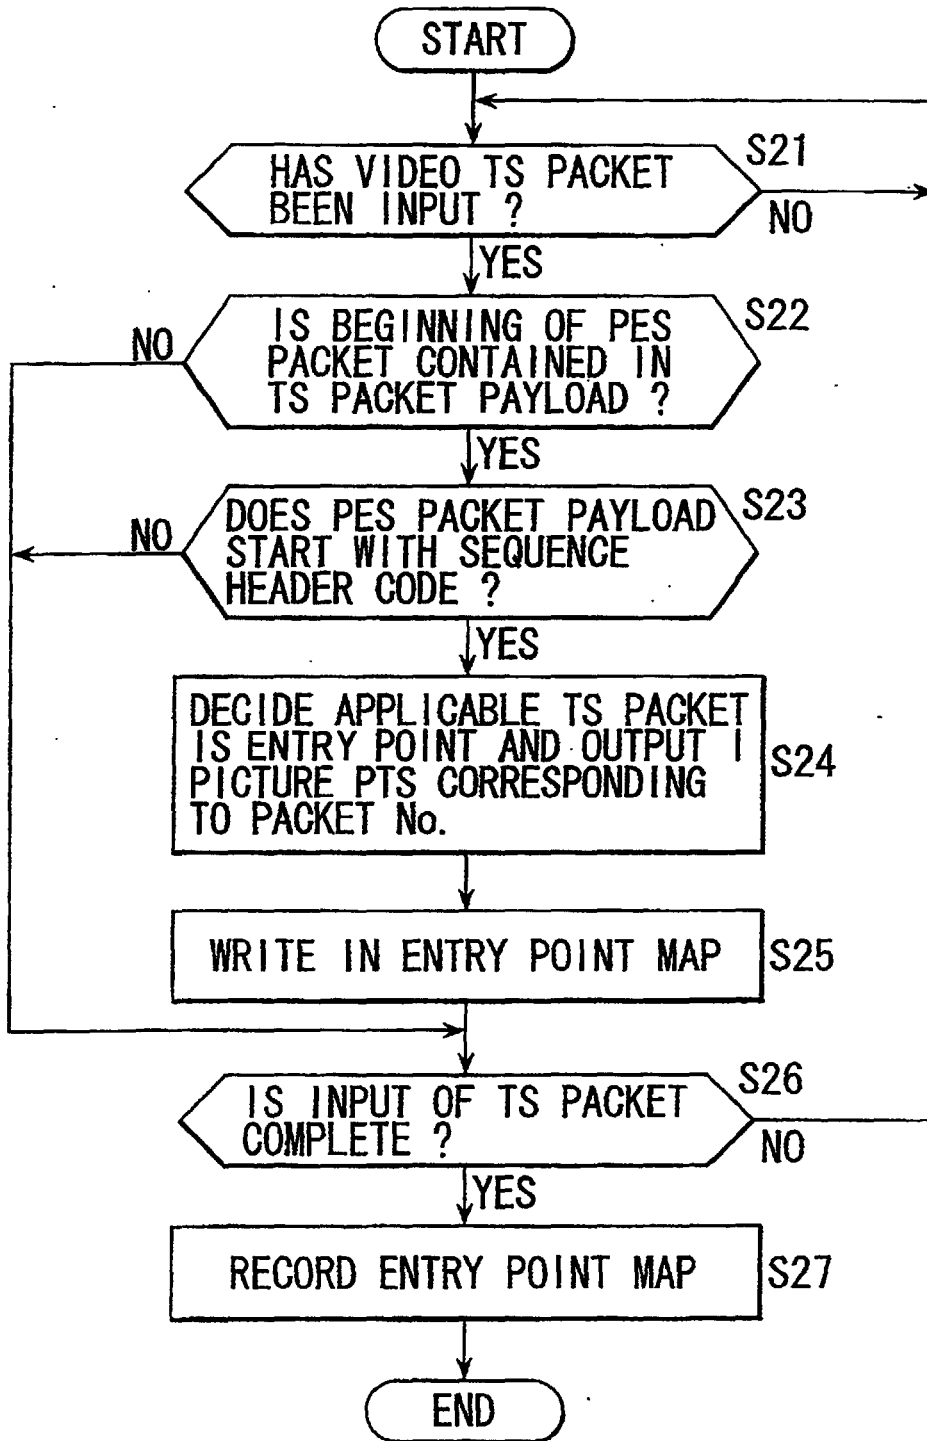 START
HAS VIDEO TS PACKET
BEEN INPUT ?
S21
NO
YES
IS BEGINNING OF PES
PACKET CONTAINED IN
TS PACKET PAYLOAD ?
S22
NO
YES
DOES PES PACKET PAYLOAD
START WITH SEQUENCE
HEADER CODE ?
S23
NO
YES
DECIDE APPLICABLE TS PACKET
IS ENTRY POINT AND OUTPUT I
PICTURE PTS CORRESPONDING
TO PACKET No.
S24
WRITE IN ENTRY POINT MAP
S25
IS INPUT OF TS PACKET
COMPLETE ?
S26
NO
YES
RECORD ENTRY POINT MAP
S27
END